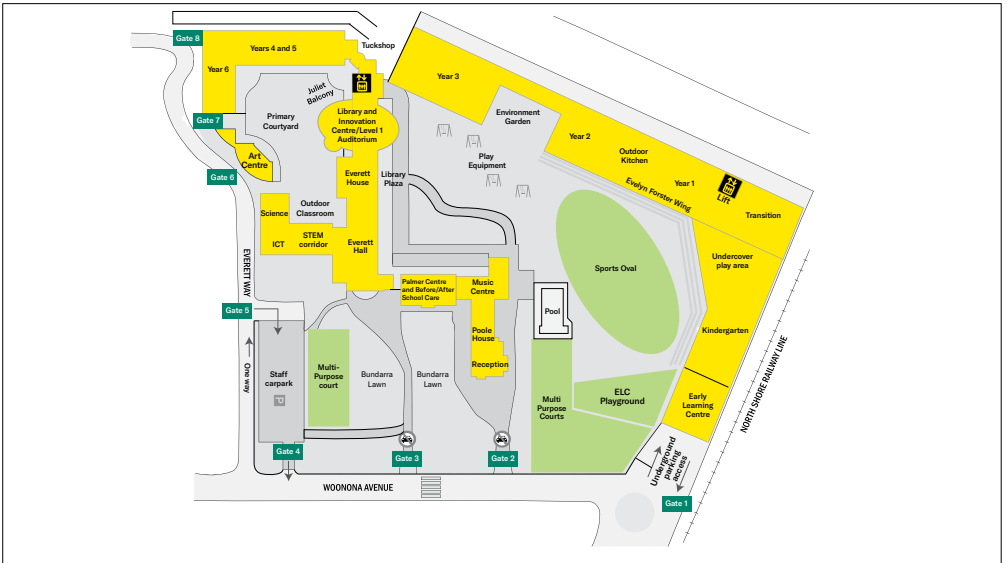 Gate 8
Tuckshop
Years 4 and 5
Year 6
Year 3
Juliet
Balcony
Primary
Courtyard
Library and
Innovation
Centre/Level 1
Auditorium
Environment
Garden
Gate 7
Year 2
Outdoor
Kitchen
Play
Equipment
Art
Centre
Gate 6
Everett
House
Library
Plaza
Year 1
Evelyn Forster Wing
Lift
Transition
Science
Outdoor
Classroom
ICT
STEM
corridor
Everett
Hall
Undercover
play area
Sports Oval
EVERETT WAY
Palmer Centre
and Before/After
School Care
Music
Centre
Gate 5
Pool
Kindergarten
Poole
House
Reception
One way
Staff
carpark
Multi-
Purpose
court
Bundarra
Lawn
Bundarra
Lawn
Multi
Purpose
Courts
ELC
Playground
Early
Learning
Centre
NORTH SHORE RAILWAY LINE
Gate 4
Gate 3
Gate 2
Underground
parking
access
Gate 1
WOONONA AVENUE